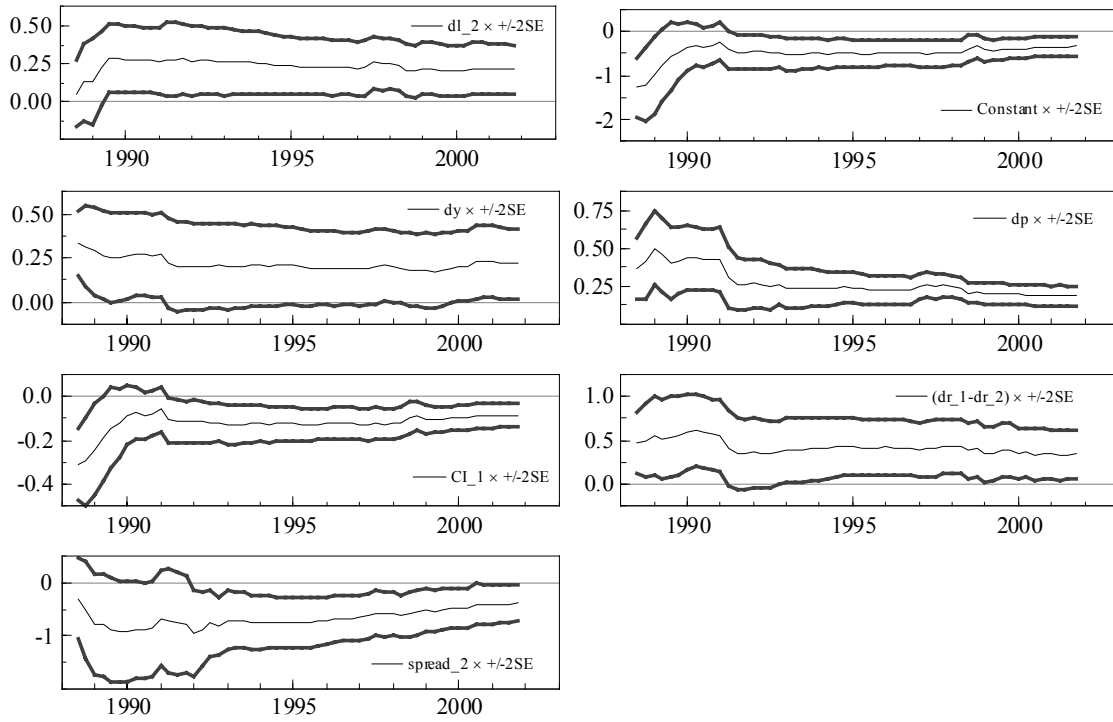 0.50
0.25
0.00
dl_2 × +/-2SE
1990 1995 2000
0
-1
-2
Constant × +/-2SE
1990 1995 2000
0.50
0.25
0.00
dy × +/-2SE
1990 1995 2000
0.75
0.50
0.25
dp × +/-2SE
1990 1995 2000
0.0
-0.2
-0.4
CI_1 × +/-2SE
1990 1995 2000
1.0
0.5
0.0
(dr_1-dr_2) × +/-2SE
1990 1995 2000
0
-1
spread_2 × +/-2SE
1990 1995 2000